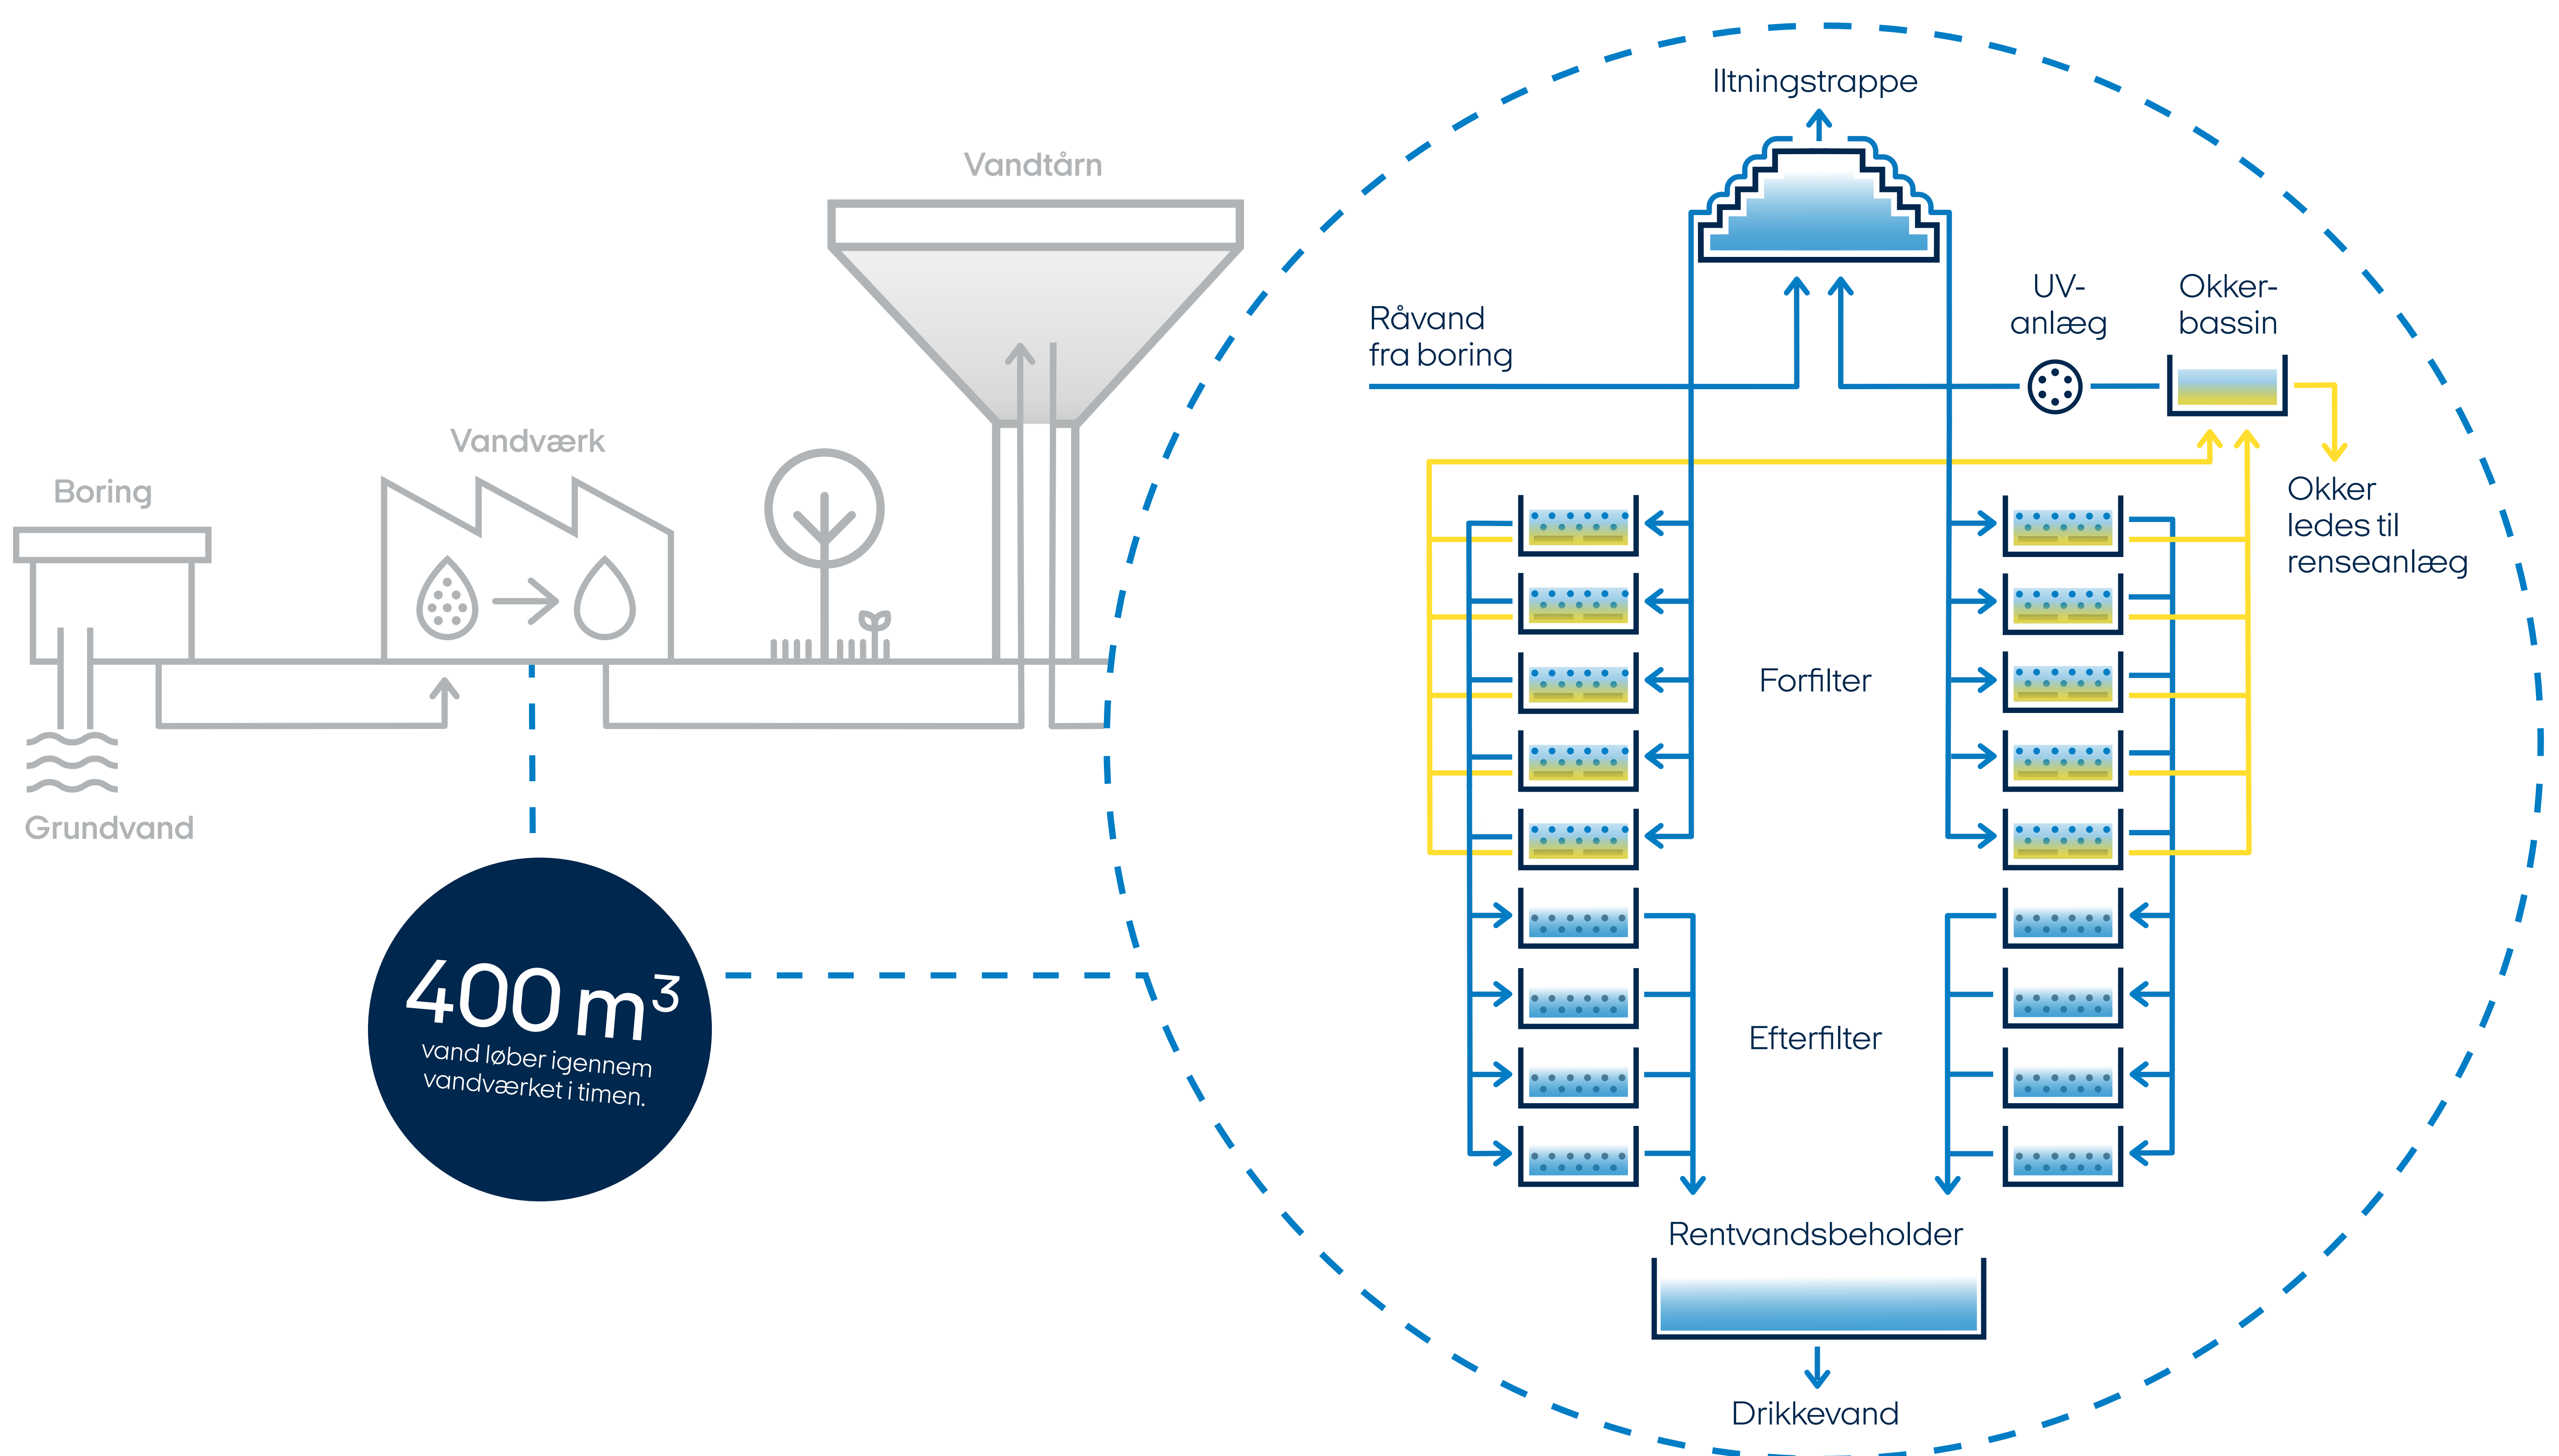 Boring
Grundvand
Vandværk
Vandtårn
400 m³
vand løber igennem
vandværket i timen.
Iltningstrappe
Råvand
fra boring
UV-
anlæg
Okker-
bassin
Okker
ledes til
renseanlæg
Forfilter
Efterfilter
Rentvandsbeholder
Drikkevand